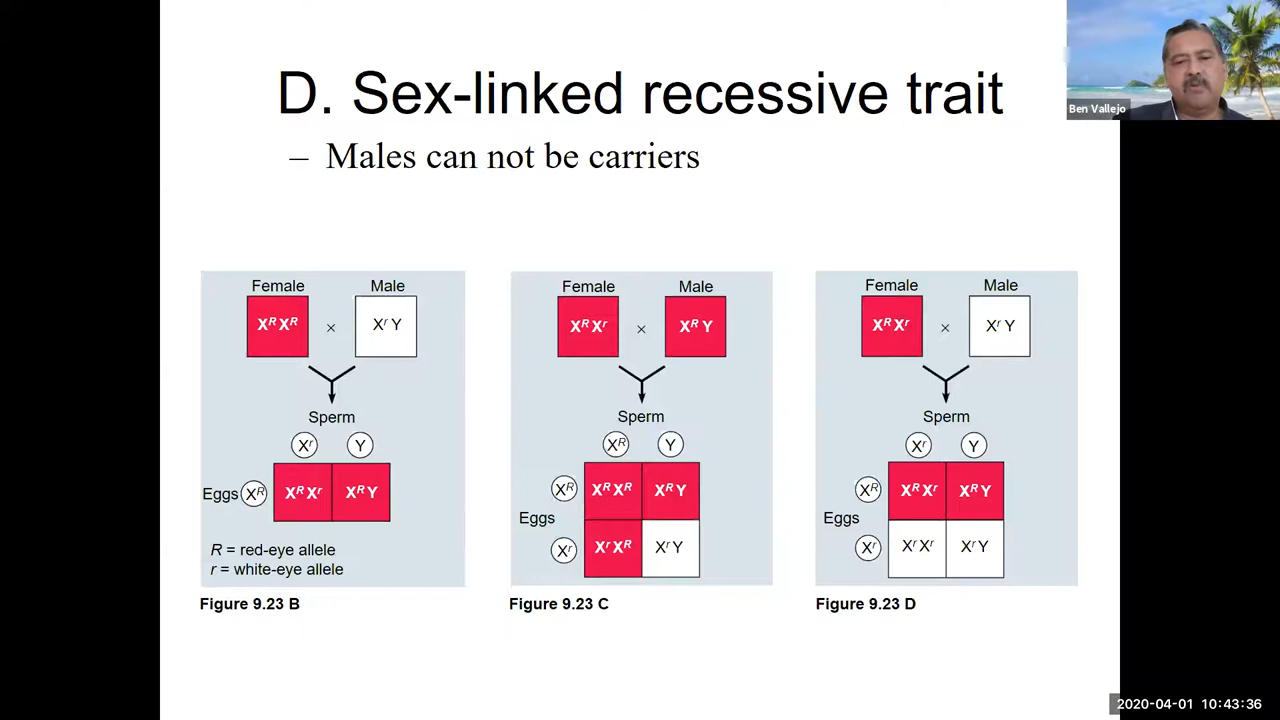 D. Sex-linked recessive trait
– Males can not be carriers
Ben Vallejo
Female Male
X^R X^R × X^r Y
Sperm
X^r Y
Eggs X^R X^R X^r X^R Y
R = red-eye allele
r = white-eye allele
Figure 9.23 B
Female Male
X^R X^r × X^R Y
Sperm
X^R Y
X^R X^R X^R X^R Y
Eggs
X^r X^r X^R X^r Y
Figure 9.23 C
Female Male
X^R X^r × X^r Y
Sperm
X^r Y
X^R X^R X^r X^R Y
Eggs
X^r X^r X^r X^r Y
Figure 9.23 D
2020-04-01 10:43:36